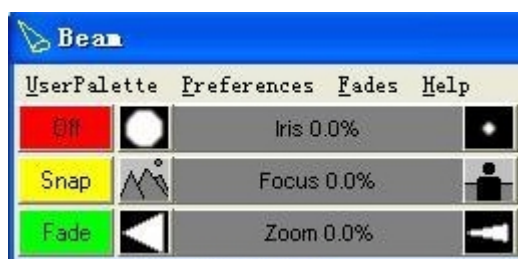 Beam
UserPalette Preferences Fades Help
Off Iris 0.0%
Snap Focus 0.0%
Fade Zoom 0.0%